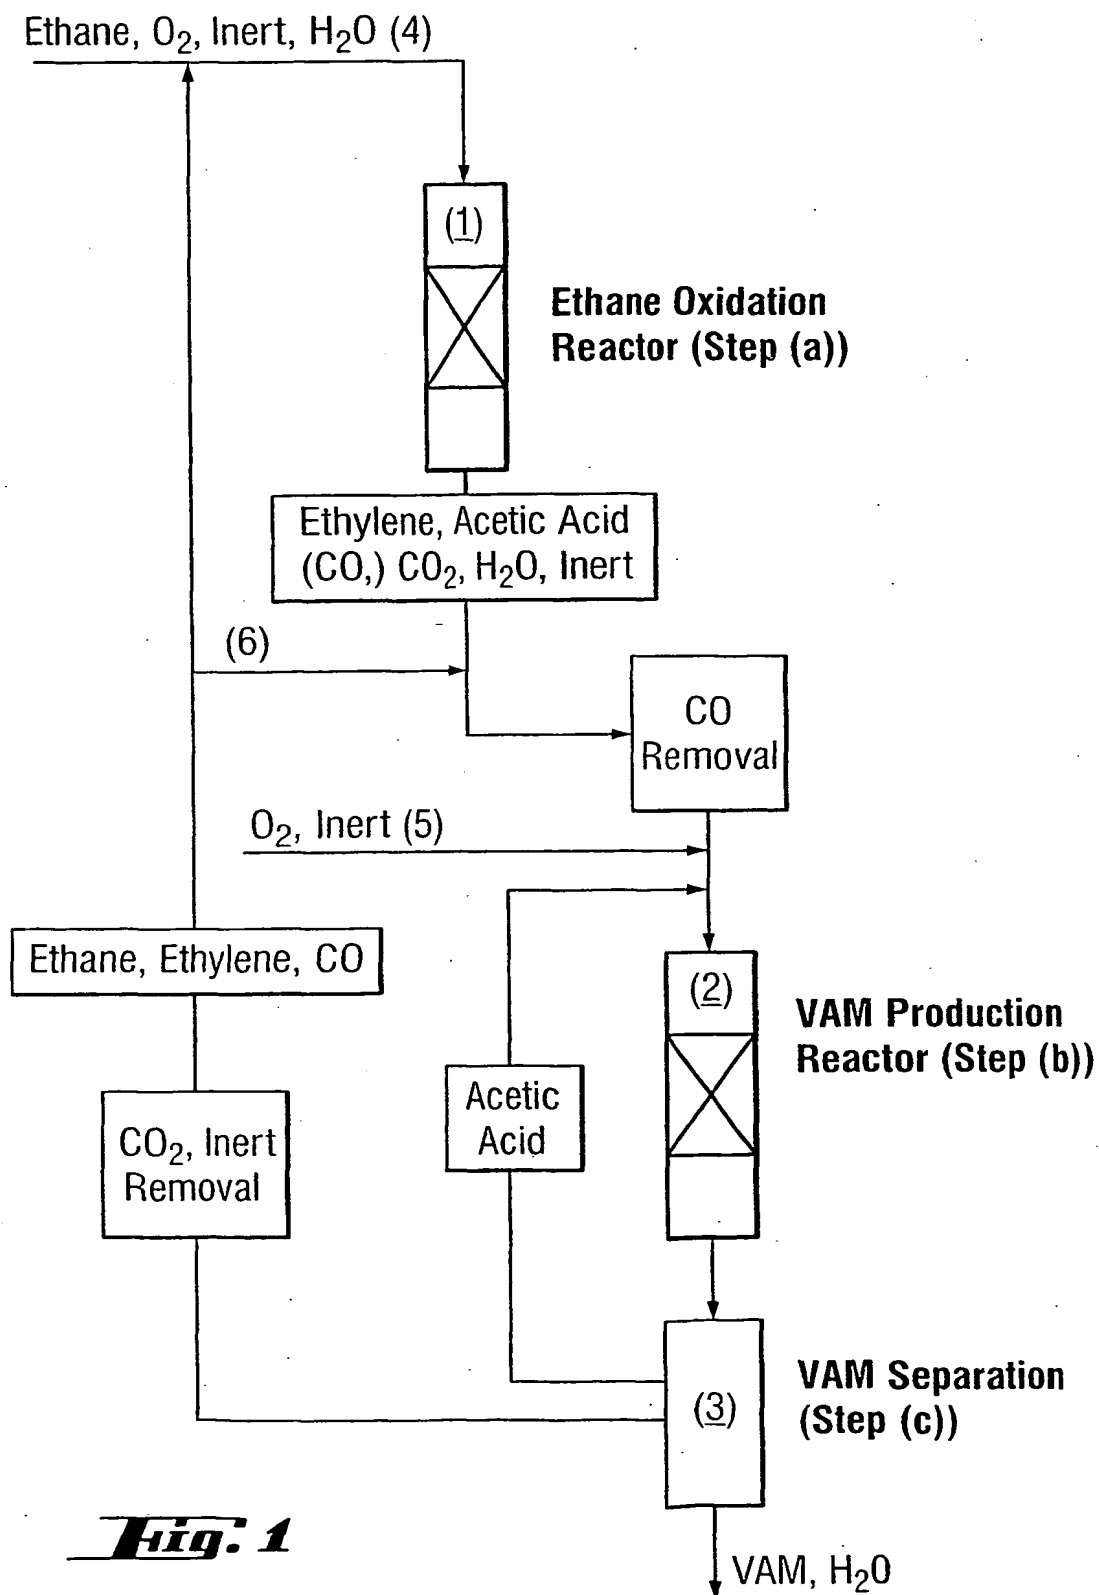 Ethane, O₂, Inert, H₂O (4)
(1)
Ethane Oxidation
Reactor (Step (a))
Ethylene, Acetic Acid
(CO,) CO₂, H₂O, Inert
(6)
CO
Removal
O₂, Inert (5)
Ethane, Ethylene, CO
(2)
VAM Production
Reactor (Step (b))
Acetic
Acid
CO₂, Inert
Removal
VAM Separation
(Step (c))
(3)
Fig. 1
VAM, H₂O